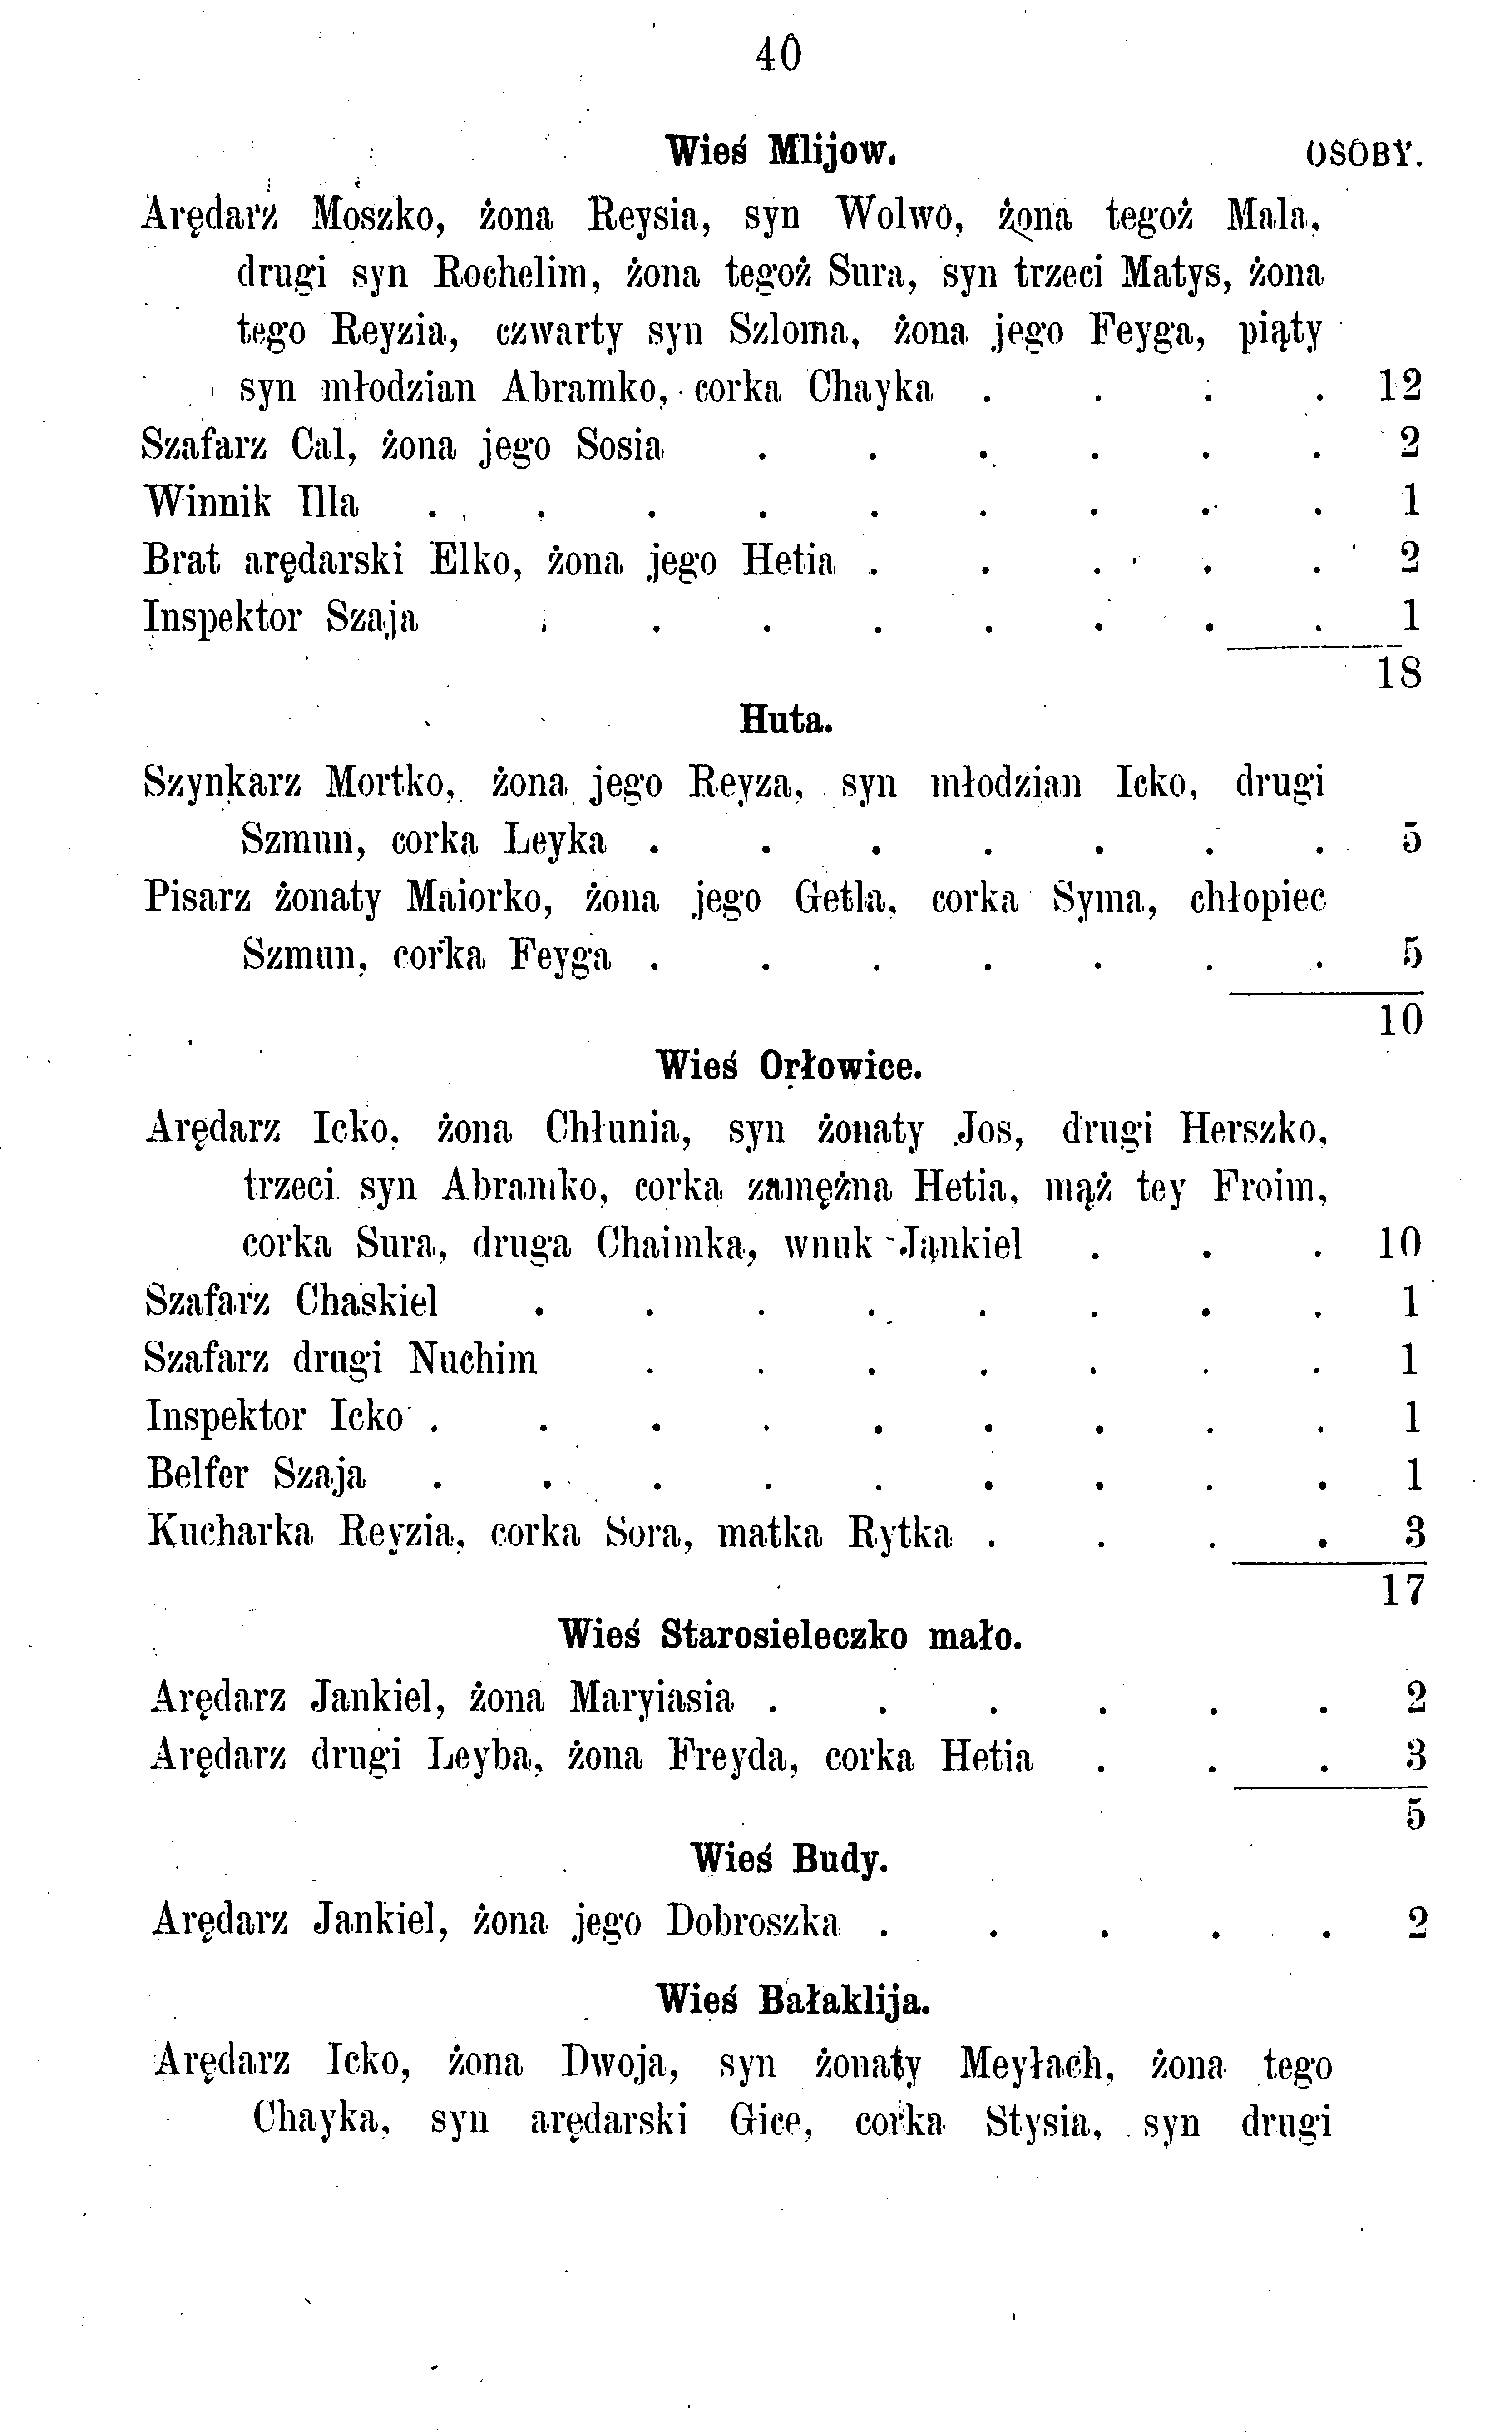 40
Wieś Mlijow. OSOBY.
Arędarz Moszko, żona Reysia, syn Wolwo, żona tegoż Mala,
drugi syn Rochelim, żona tegoż Sura, syn trzeci Matys, żona
tego Reyzia, czwarty syn Szloma, żona jego Feyga, piąty
syn młodzian Abramko, corka Chayka . . . . 12
Szafarz Cal, żona jego Sosia . . . . . . 2
Winnik Illa . . . . . . . . . 1
Brat arędarski Elko, żona jego Hetia . . . . . 2
Inspektor Szaja . . . . . . . . 1
18
Huta.
Szynkarz Mortko, żona jego Reyza, syn młodzian Icko, drugi
Szmun, corka Leyka . . . . . . . 5
Pisarz żonaty Maiorko, żona jego Getla, corka Syma, chłopiec
Szmun, corka Feyga . . . . . . . 5
10
Wieś Orłowice.
Arędarz Icko, żona Chłunia, syn żonaty Jos, drugi Herszko,
trzeci syn Abramko, corka zamężna Hetia, mąż tey Froim,
corka Sura, druga Chaimka, wnuk Jankiel . . . 10
Szafarz Chaskiel . . . . . . . . 1
Szafarz drugi Nuchim . . . . . . . 1
Inspektor Icko . . . . . . . . . 1
Belfer Szaja . . . . . . . . . 1
Kucharka Reyzia, corka Sora, matka Rytka . . . . 3
17
Wieś Starosieleczko mało.
Arędarz Jankiel, żona Maryiasia . . . . . . 2
Arędarz drugi Leyba, żona Freyda, corka Hetia . . . 3
5
Wieś Budy.
Arędarz Jankiel, żona jego Dobroszka . . . . . 2
Wieś Bałaklija.
Arędarz Icko, żona Dwoja, syn żonaty Meyłach, żona tego
Chayka, syn arędarski Gice, corka Stysia, syn drugi